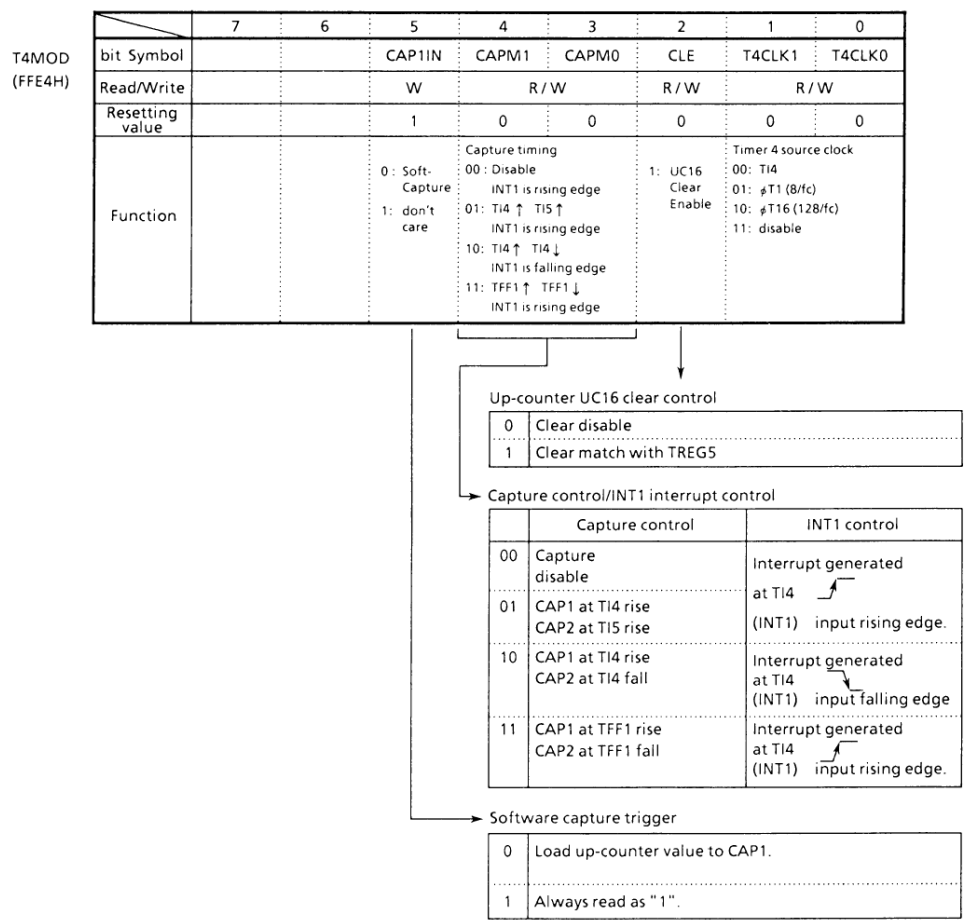 7 6 5 4 3 2 1 0
T4MOD
(FFE4H)
bit Symbol CAP1IN CAPM1 CAPM0 CLE T4CLK1 T4CLK0
Read/Write W R / W R / W R / W
Resetting
value
1 0 0 0 0 0
Function
0 : Soft-
Capture
1: don't
care
Capture timing
00 : Disable
INT1 is rising edge
01: TI4 ↑ TI5 ↑
INT1 is rising edge
10: TI4 ↑ TI4 ↓
INT1 is falling edge
11: TFF1 ↑ TFF1 ↓
INT1 is rising edge
1: UC16
Clear
Enable
Timer 4 source clock
00: TI4
01: φT1 (8/fc)
10: φT16 (128/fc)
11: disable
Up-counter UC16 clear control
0 Clear disable
1 Clear match with TREG5
Capture control/INT1 interrupt control
Capture control INT1 control
00 Capture
disable
01 CAP1 at TI4 rise
CAP2 at TI5 rise
Interrupt generated
at TI4
(INT1) input rising edge.
10 CAP1 at TI4 rise
CAP2 at TI4 fall
Interrupt generated
at TI4
(INT1) input falling edge
11 CAP1 at TFF1 rise
CAP2 at TFF1 fall
Interrupt generated
at TI4
(INT1) input rising edge.
Software capture trigger
0 Load up-counter value to CAP1.
1 Always read as "1".